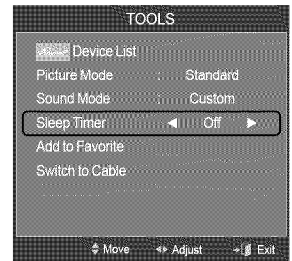 TOOLS
Device List
Picture Mode : Standard
Sound Mode : Custom
Sleep Timer ◄ Off ►
Add to Favorite
Switch to Cable
Move Adjust Exit